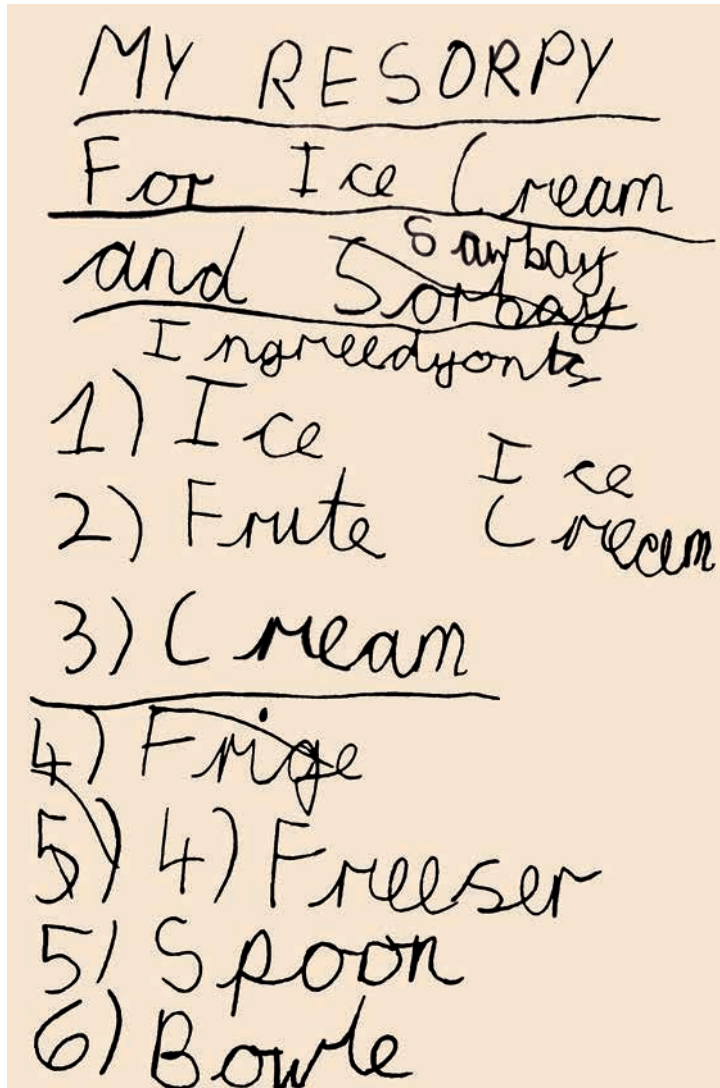 MY RESORPY
For Ice Cream
Sawbay
and Sorbay
Ingreedyonts
1) Ice
2) Frute
Ice
Cream
3) Cream
4) Frige
5) 4) Freeser
5) Spoon
6) Bowle